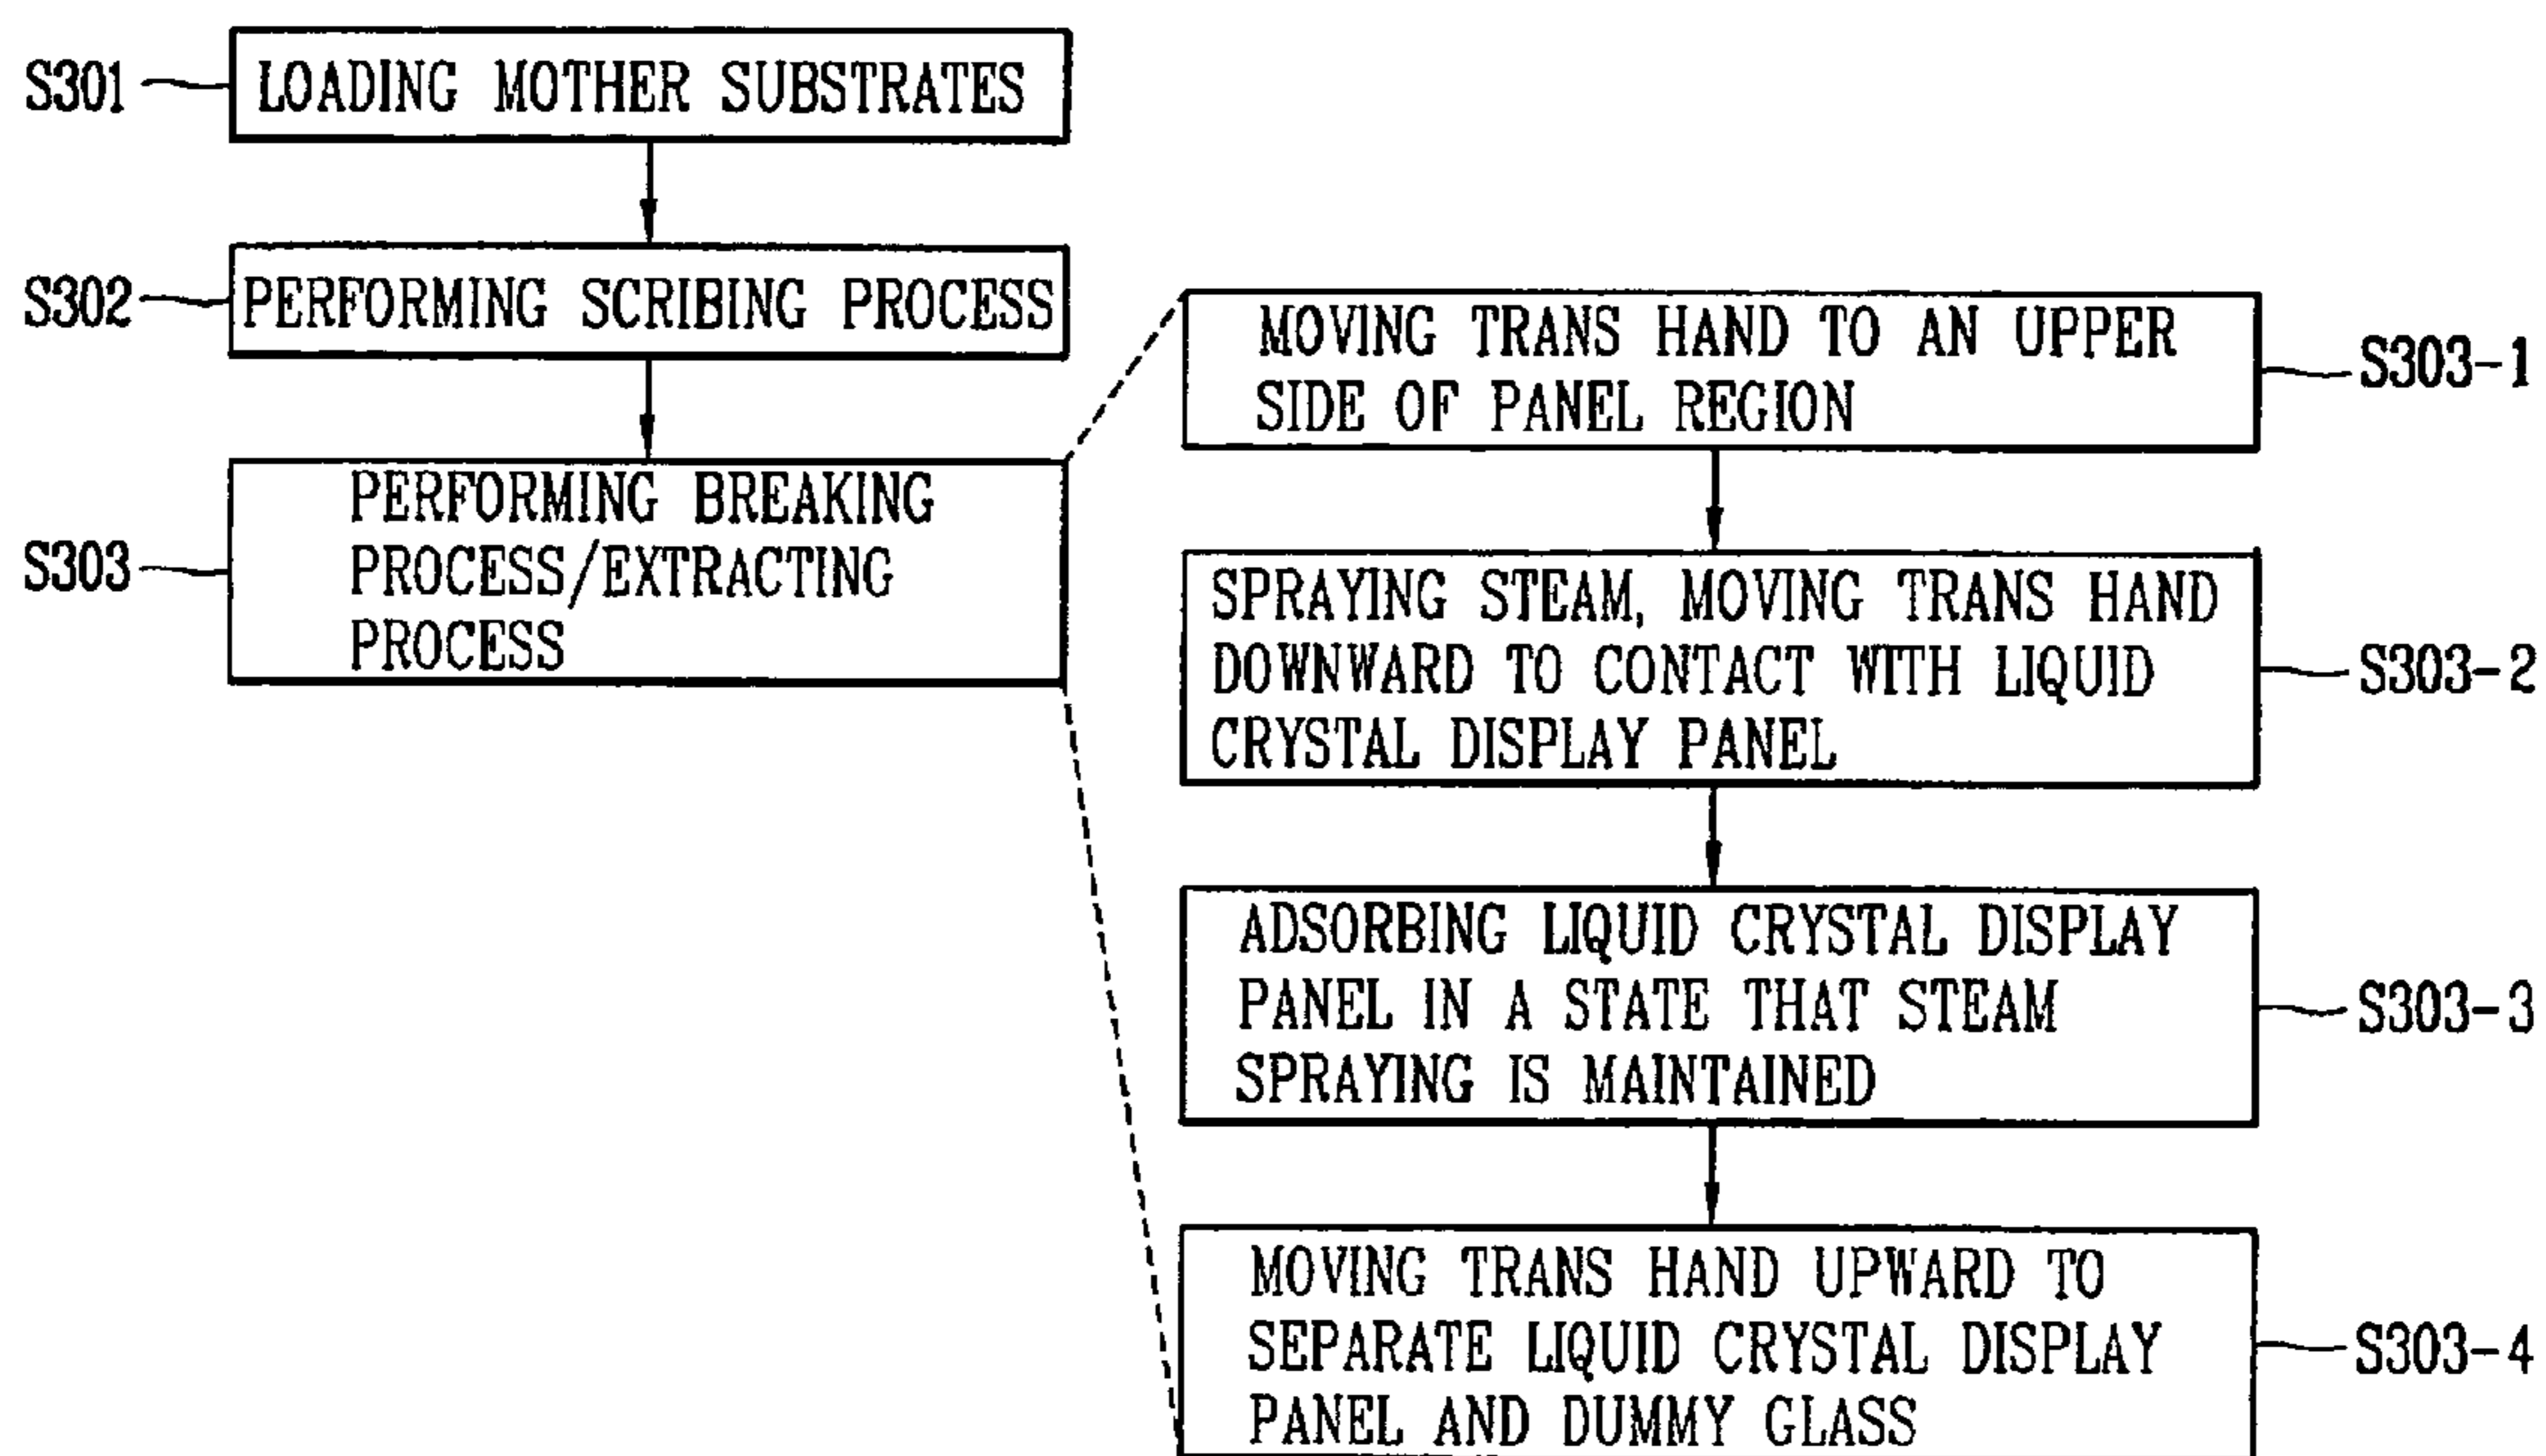 S301
LOADING MOTHER SUBSTRATES
S302
PERFORMING SCRIBING PROCESS
S303
PERFORMING BREAKING
PROCESS/EXTRACTING
PROCESS
MOVING TRANS HAND TO AN UPPER
SIDE OF PANEL REGION
S303-1
SPRAYING STEAM, MOVING TRANS HAND
DOWNWARD TO CONTACT WITH LIQUID
CRYSTAL DISPLAY PANEL
S303-2
ADSORBING LIQUID CRYSTAL DISPLAY
PANEL IN A STATE THAT STEAM
SPRAYING IS MAINTAINED
S303-3
MOVING TRANS HAND UPWARD TO
SEPARATE LIQUID CRYSTAL DISPLAY
PANEL AND DUMMY GLASS
S303-4